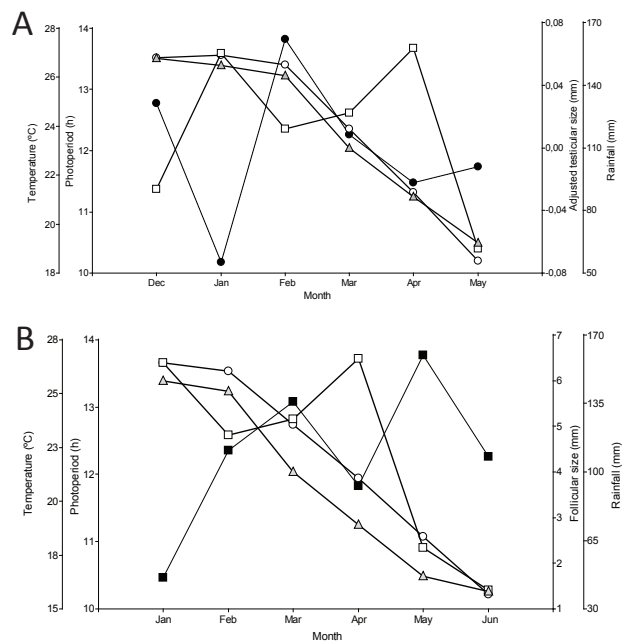 A
28
26
24
22
20
18
Temperature (ºC)
14
13
12
11
10
Photoperiod (h)
Dec
Jan
Feb
Mar
Apr
May
Month
0,08
0,04
0,00
-0,04
-0,08
Adjusted testicular size (mm)
170
140
110
80
50
Rainfall (mm)
B
28
25
23
20
18
15
Temperature (ºC)
14
13
12
11
10
Photoperiod (h)
Jan
Feb
Mar
Apr
May
Jun
Month
7
6
5
4
3
2
1
Follicular size (mm)
170
135
100
65
30
Rainfall (mm)